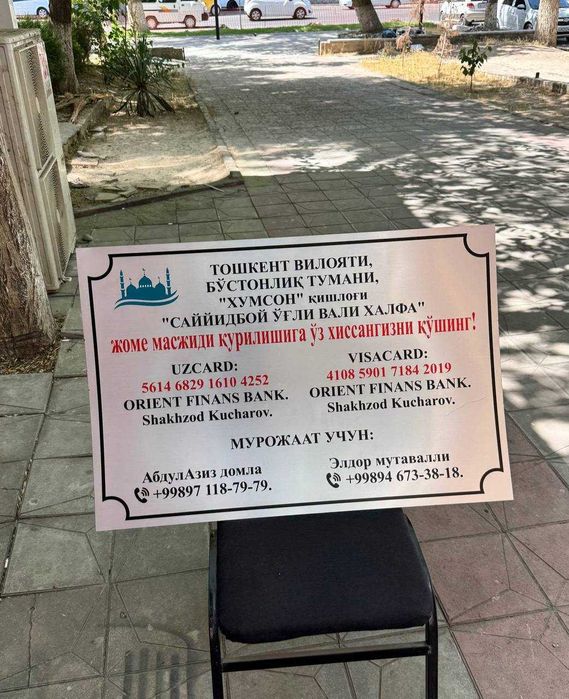 ТОШКЕНТ ВИЛОЯТИ,
БЎСТОНЛИҚ ТУМАНИ,
"ХУМСОН" қишлоғи
"САЙЙИДБОЙ ЎҒЛИ ВАЛИ ХАЛФА"
жоме масжиди қурилишига ўз хиссангизни қўшинг!
UZCARD:
5614 6829 1610 4252
ORIENT FINANS BANK.
Shakhzod Kucharov.
VISACARD:
4108 5901 7184 2019
ORIENT FINANS BANK.
Shakhzod Kucharov.
МУРОЖААТ УЧУН:
АбдулАзиз домла
+99897 118-79-79.
Элдор мутавалли
+99894 673-38-18.